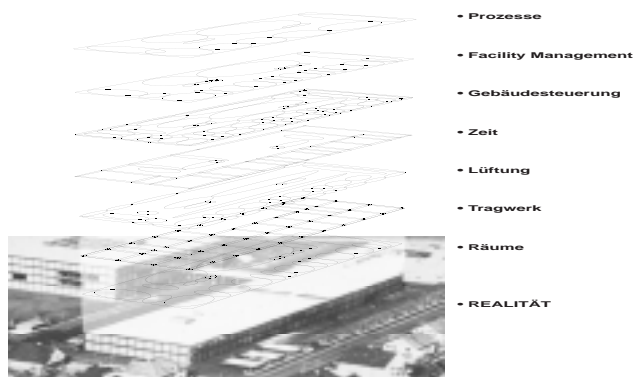 • Prozesse
• Facility Management
• Gebäudesteuerung
• Zeit
• Lüftung
• Tragwerk
• Räume
• REALITÄT